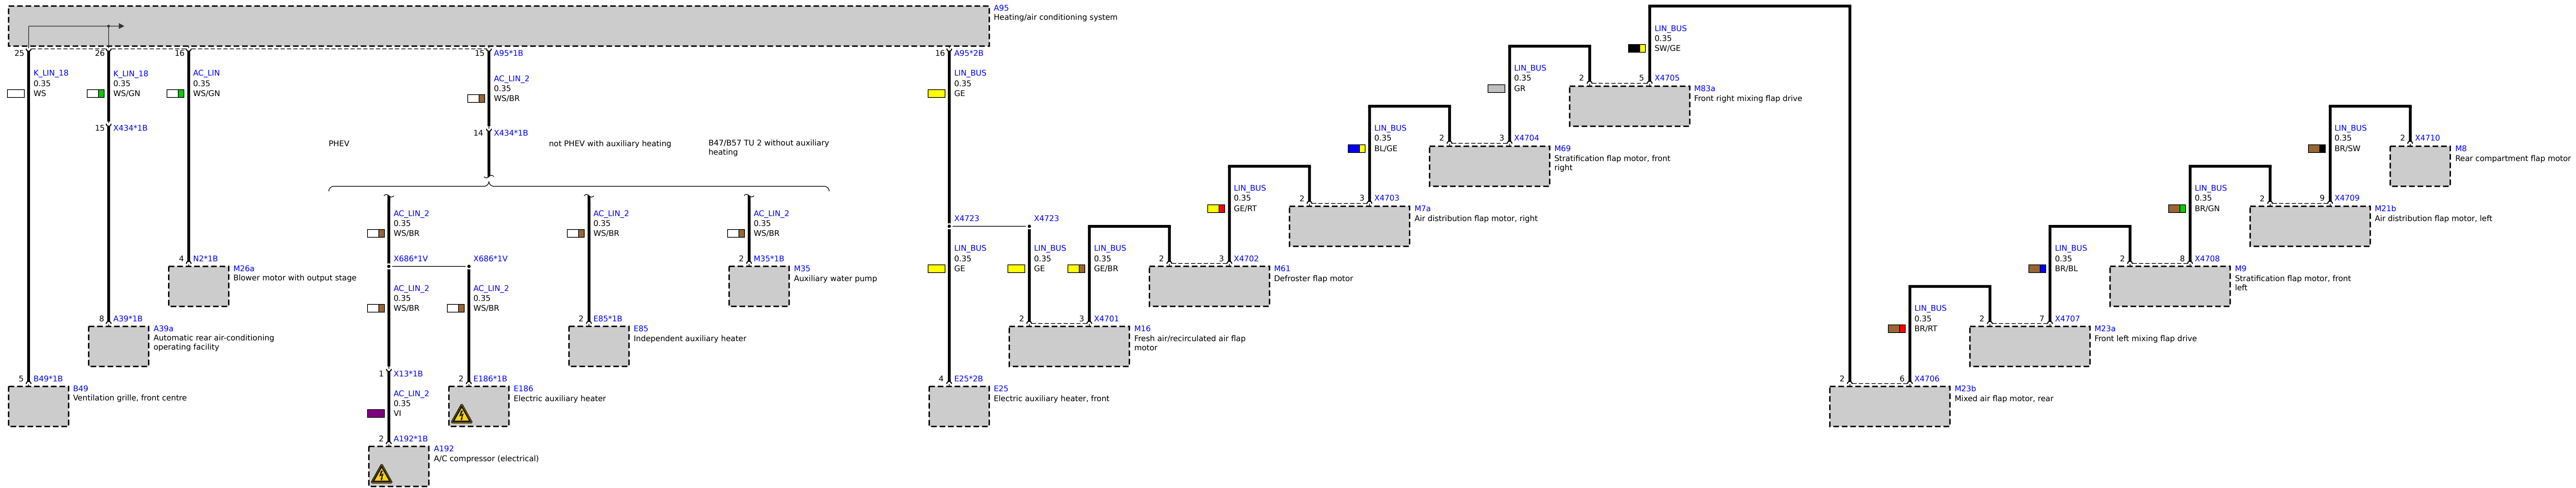 A95
Heating/air conditioning system
25
26
16
15 A95*1B
16 A95*2B
K_LIN_18
0.35
WS
K_LIN_18
0.35
WS/GN
AC_LIN
0.35
WS/GN
AC_LIN_2
0.35
WS/BR
LIN_BUS
0.35
GE
15 X434*1B
14 X434*1B
PHEV
not PHEV with auxiliary heating
B47/B57 TU 2 without auxiliary
heating
AC_LIN_2
0.35
WS/BR
AC_LIN_2
0.35
WS/BR
AC_LIN_2
0.35
WS/BR
4 N2*1B
M26a
Blower motor with output stage
X686*1V
X686*1V
2 M35*1B
M35
Auxiliary water pump
AC_LIN_2
0.35
WS/BR
AC_LIN_2
0.35
WS/BR
8 A39*1B
A39a
Automatic rear air-conditioning
operating facility
2 E85*1B
E85
Independent auxiliary heater
5 B49*1B
B49
Ventilation grille, front centre
1 X13*1B
AC_LIN_2
0.35
VI
2 E186*1B
E186
Electric auxiliary heater
2 A192*1B
A192
A/C compressor (electrical)
X4723
X4723
LIN_BUS
0.35
GE
LIN_BUS
0.35
GE
LIN_BUS
0.35
GE/BR
4 E25*2B
E25
Electric auxiliary heater, front
2
3 X4701
M16
Fresh air/recirculated air flap
motor
2
3 X4702
M61
Defroster flap motor
LIN_BUS
0.35
GE/RT
2
3 X4703
M7a
Air distribution flap motor, right
LIN_BUS
0.35
BL/GE
2
3 X4704
M69
Stratification flap motor, front
right
LIN_BUS
0.35
GR
2
5 X4705
M83a
Front right mixing flap drive
LIN_BUS
0.35
SW/GE
2
6 X4706
M23b
Mixed air flap motor, rear
LIN_BUS
0.35
BR/RT
2
7 X4707
M23a
Front left mixing flap drive
LIN_BUS
0.35
BR/BL
2
8 X4708
M9
Stratification flap motor, front
left
LIN_BUS
0.35
BR/GN
2
9 X4709
M21b
Air distribution flap motor, left
LIN_BUS
0.35
BR/SW
2 X4710
M8
Rear compartment flap motor